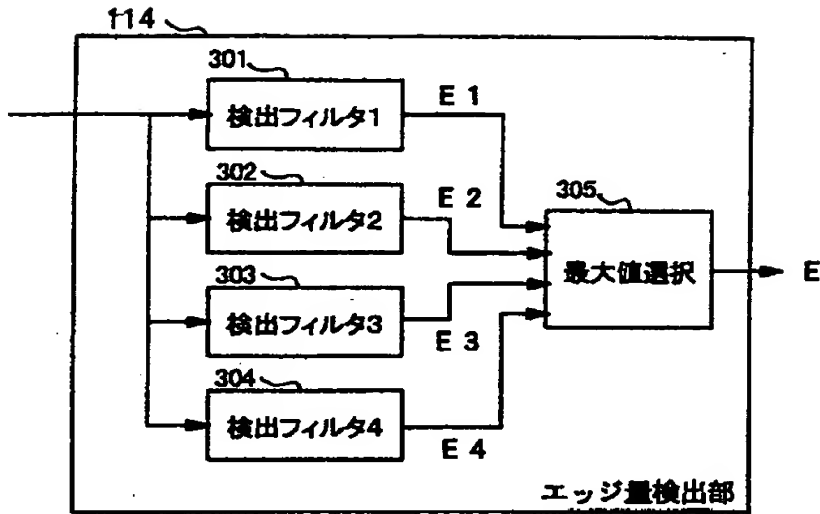 114
301
検出フィルタ1
E 1
302
検出フィルタ2
E 2
303
検出フィルタ3
E 3
304
検出フィルタ4
E 4
305
最大値選択
E
エッジ量検出部